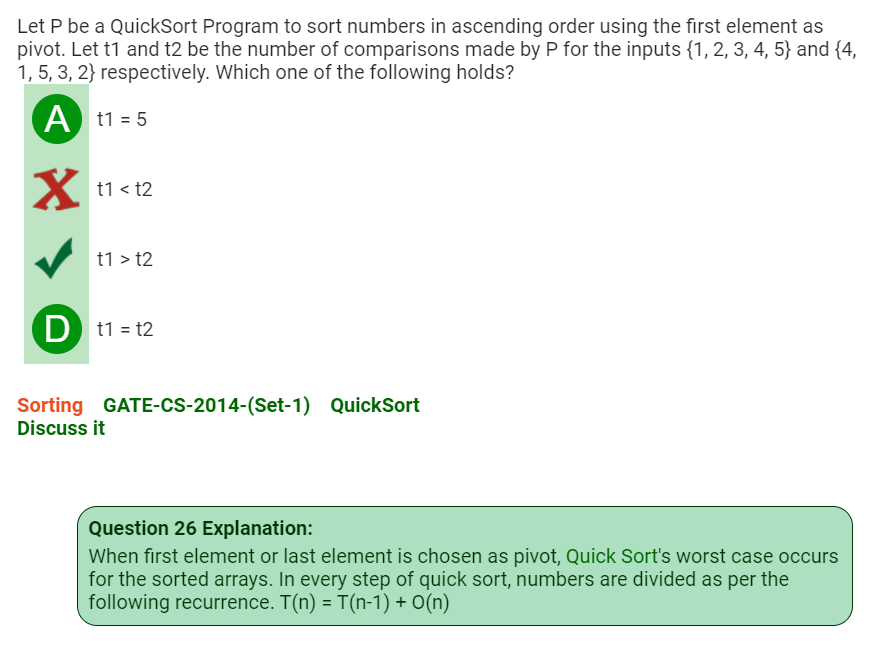 Let P be a QuickSort Program to sort numbers in ascending order using the first element as
pivot. Let t1 and t2 be the number of comparisons made by P for the inputs {1, 2, 3, 4, 5} and {4,
1, 5, 3, 2} respectively. Which one of the following holds?
A t1 = 5
t1 < t2
t1 > t2
D t1 = t2
Sorting GATE-CS-2014-(Set-1) QuickSort
Discuss it
Question 26 Explanation:
When first element or last element is chosen as pivot, Quick Sort's worst case occurs
for the sorted arrays. In every step of quick sort, numbers are divided as per the
following recurrence. T(n) = T(n-1) + O(n)